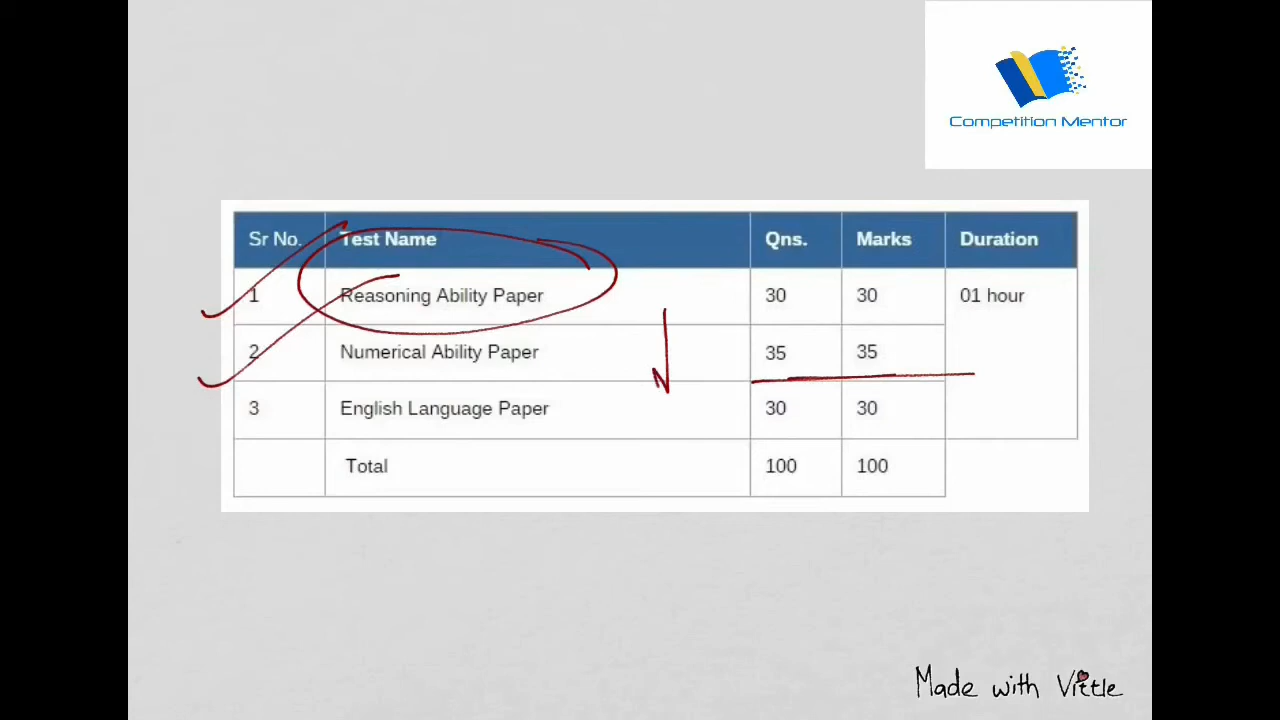 Competition Mentor
Sr No. Test Name Qns. Marks Duration
1 Reasoning Ability Paper 30 30 01 hour
2 Numerical Ability Paper 35 35
3 English Language Paper 30 30
Total 100 100
Made with Vittle